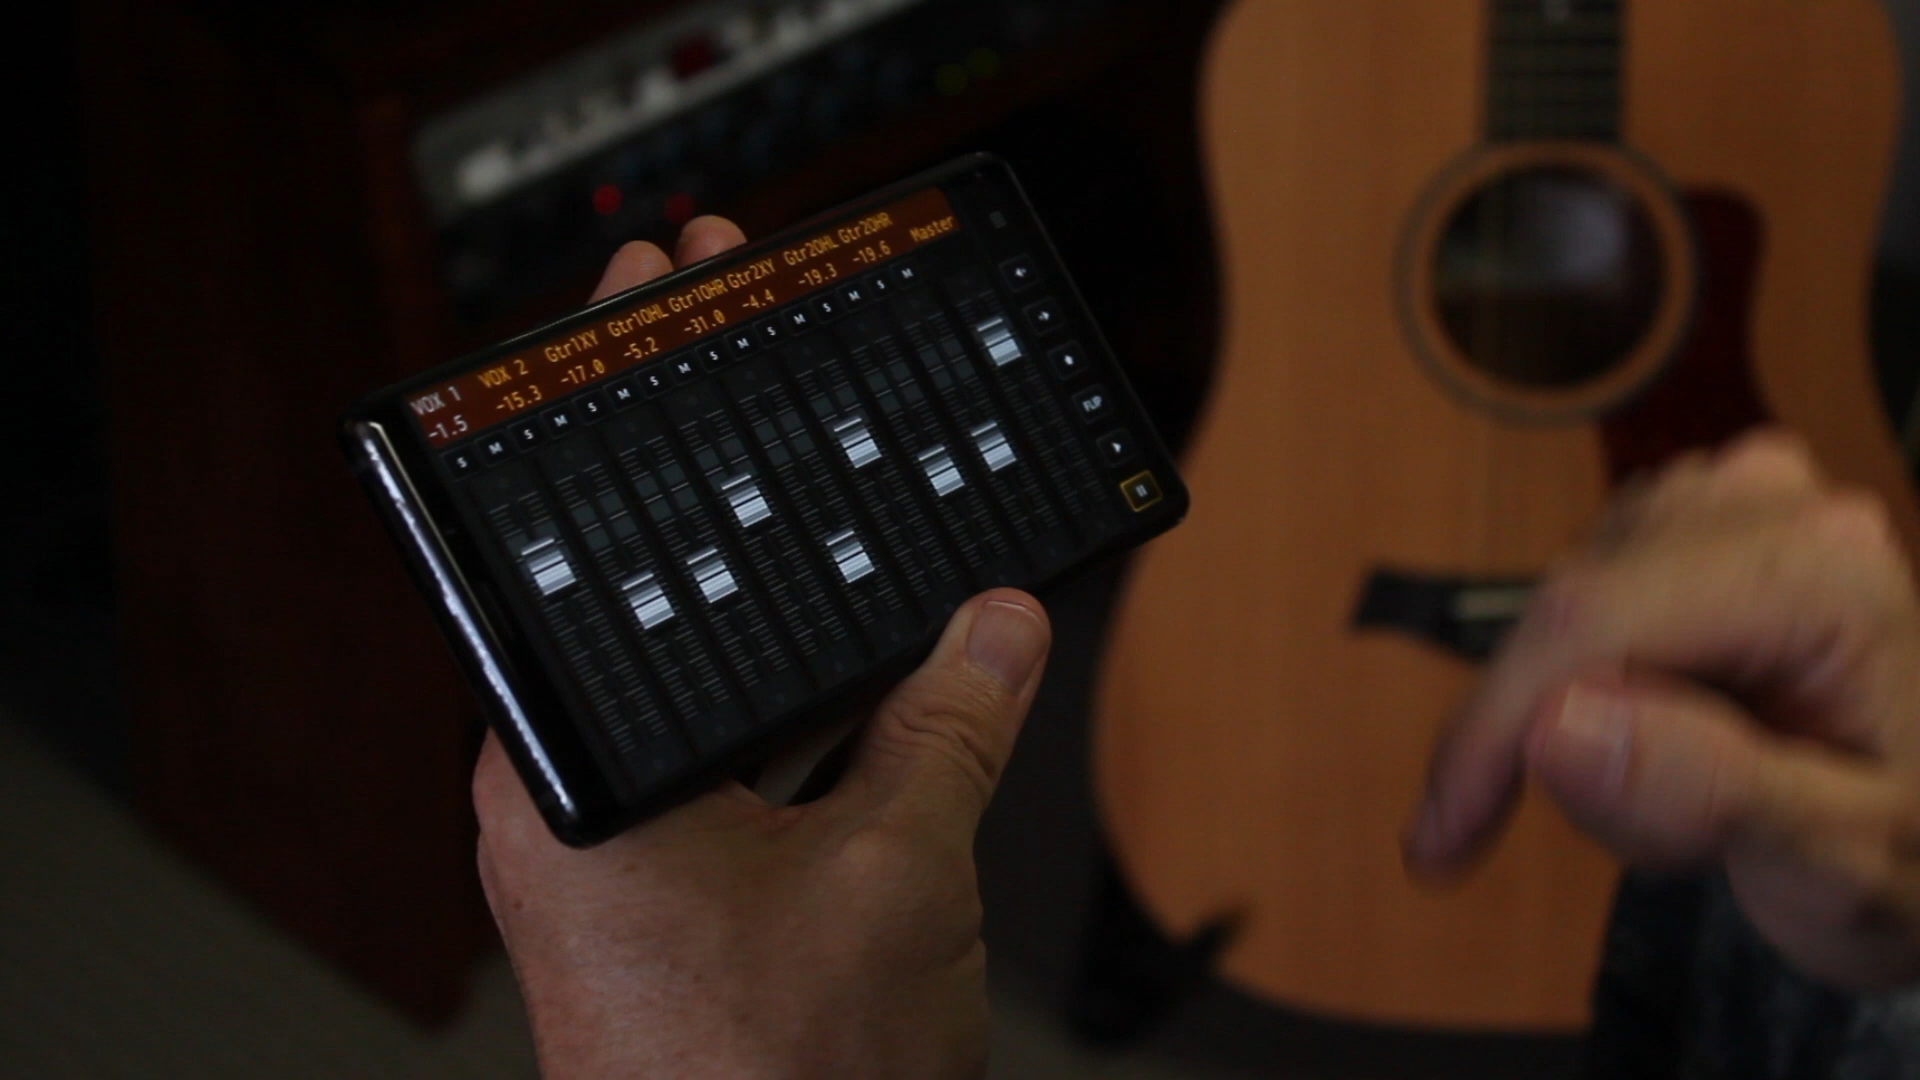 VOX 1 VOX 2 Gtr1XY Gtr1OHL Gtr1OHR Gtr2XY Gtr2OHL Gtr2OHR Master
-1.5 -15.3 -17.0 -5.2 -31.0 -4.4 -19.3 -19.6
S M S M S M S M S M S M S M S M
FLIP